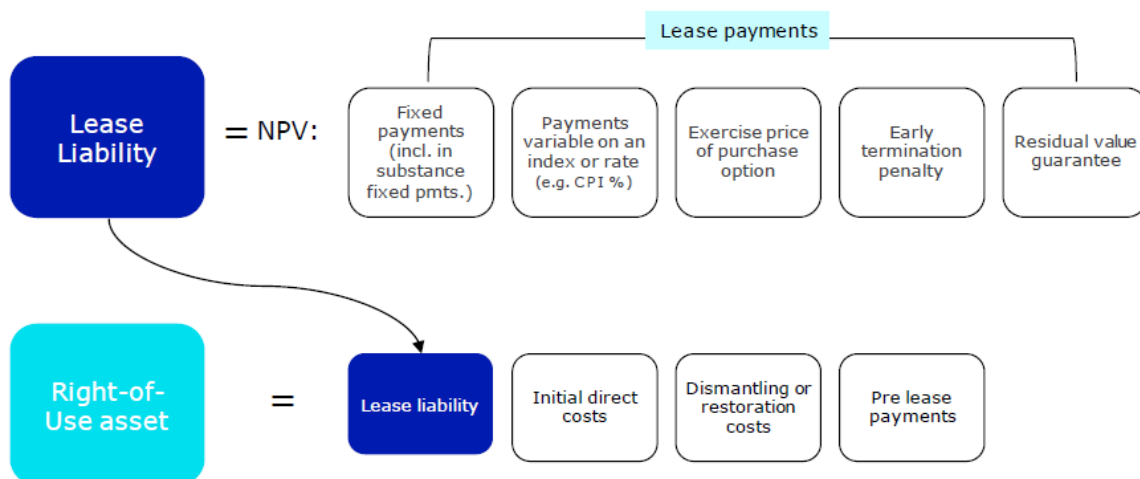 Lease payments
Lease
Liability
= NPV:
Fixed
payments
(incl. in
substance
fixed pmts.)
Payments
variable on an
index or rate
(e.g. CPI %)
Exercise price
of purchase
option
Early
termination
penalty
Residual value
guarantee
Right-of-
Use asset
=
Lease liability
Initial direct
costs
Dismantling or
restoration
costs
Pre lease
payments